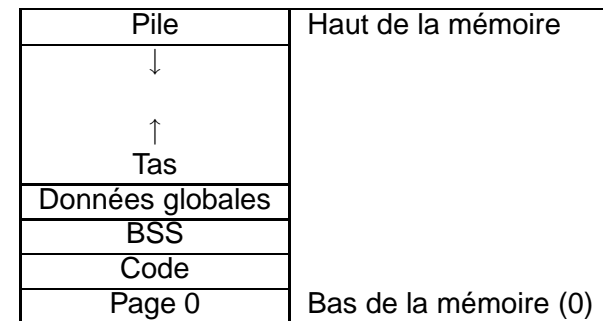 Pile Haut de la mémoire
↓
↑
Tas
Données globales
BSS
Code
Page 0 Bas de la mémoire (0)